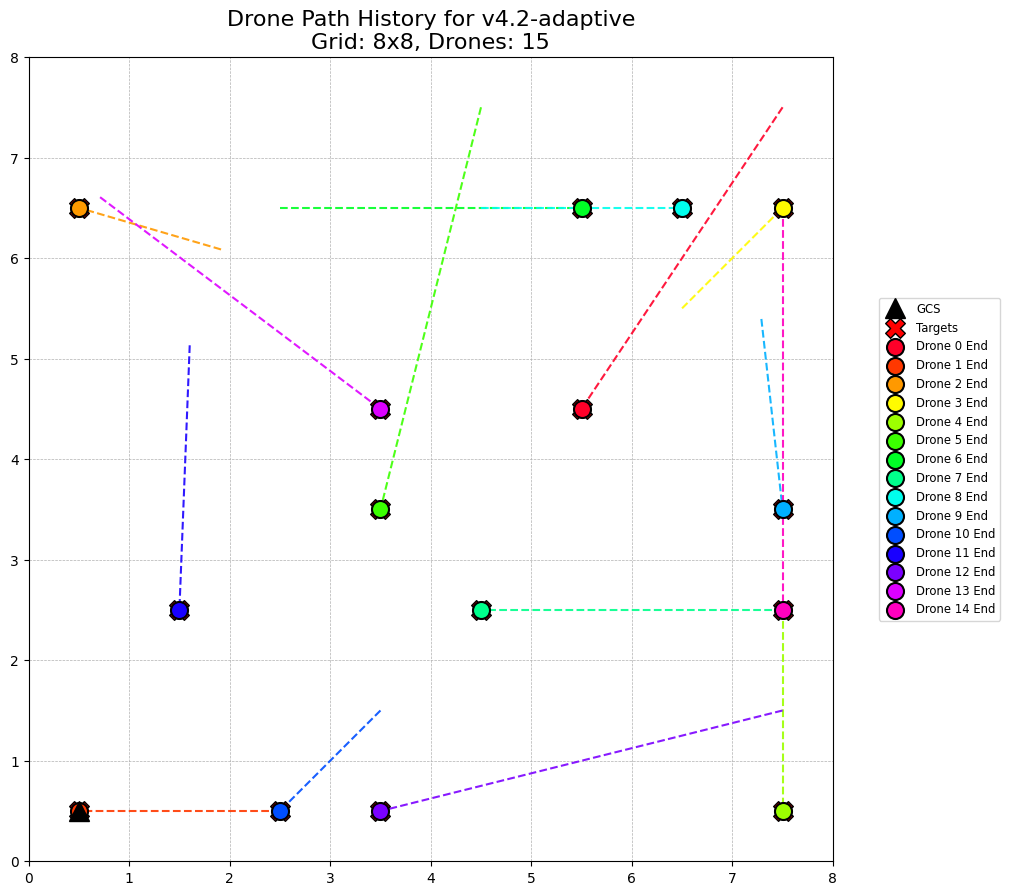 Drone Path History for v4.2-adaptive
Grid: 8x8, Drones: 15
8
7
6
5
4
3
2
1
0
0 1 2 3 4 5 6 7 8
GCS
Targets
Drone 0 End
Drone 1 End
Drone 2 End
Drone 3 End
Drone 4 End
Drone 5 End
Drone 6 End
Drone 7 End
Drone 8 End
Drone 9 End
Drone 10 End
Drone 11 End
Drone 12 End
Drone 13 End
Drone 14 End